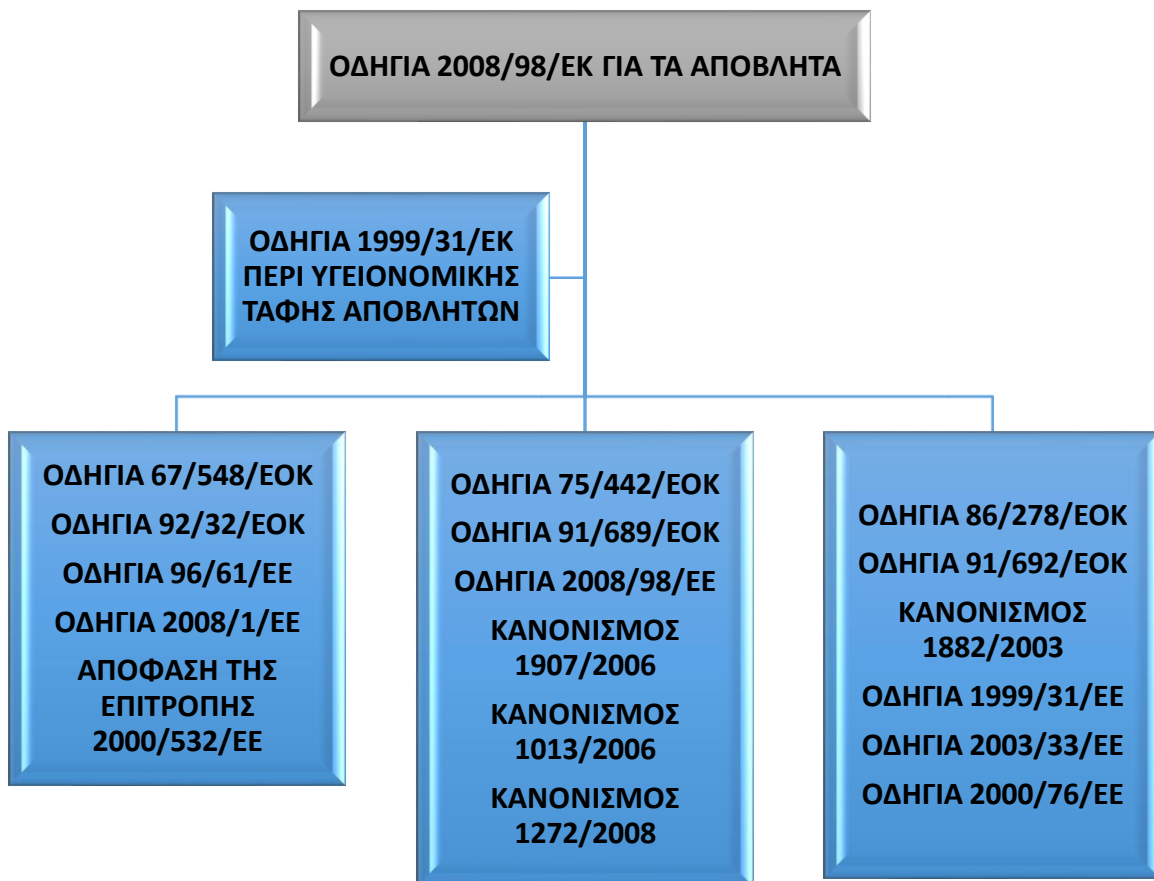 ΟΔΗΓΙΑ 2008/98/ΕΚ ΓΙΑ ΤΑ ΑΠΟΒΛΗΤΑ
ΟΔΗΓΙΑ 1999/31/ΕΚ
ΠΕΡΙ ΥΓΕΙΟΝΟΜΙΚΗΣ
ΤΑΦΗΣ ΑΠΟΒΛΗΤΩΝ
ΟΔΗΓΙΑ 67/548/ΕΟΚ
ΟΔΗΓΙΑ 92/32/ΕΟΚ
ΟΔΗΓΙΑ 96/61/ΕΕ
ΟΔΗΓΙΑ 2008/1/ΕΕ
ΑΠΟΦΑΣΗ ΤΗΣ
ΕΠΙΤΡΟΠΗΣ
2000/532/ΕΕ
ΟΔΗΓΙΑ 75/442/ΕΟΚ
ΟΔΗΓΙΑ 91/689/ΕΟΚ
ΟΔΗΓΙΑ 2008/98/ΕΕ
ΚΑΝΟΝΙΣΜΟΣ
1907/2006
ΚΑΝΟΝΙΣΜΟΣ
1013/2006
ΚΑΝΟΝΙΣΜΟΣ
1272/2008
ΟΔΗΓΙΑ 86/278/ΕΟΚ
ΟΔΗΓΙΑ 91/692/ΕΟΚ
ΚΑΝΟΝΙΣΜΟΣ
1882/2003
ΟΔΗΓΙΑ 1999/31/ΕΕ
ΟΔΗΓΙΑ 2003/33/ΕΕ
ΟΔΗΓΙΑ 2000/76/ΕΕ